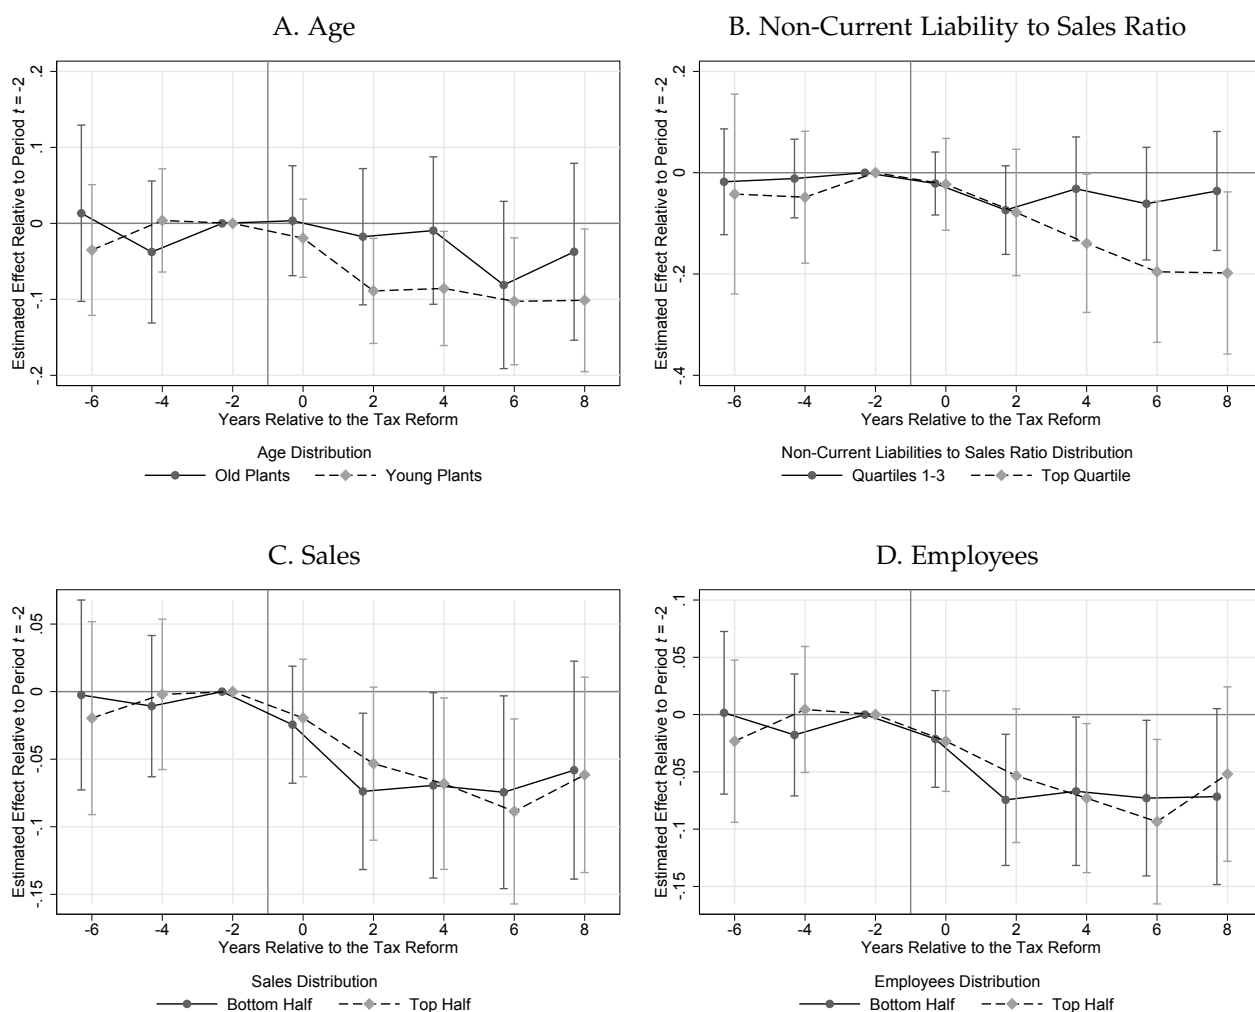 A. Age
Estimated Effect Relative to Period t = -2
.2
.1
0
-.1
-.2
-6 -4 -2 0 2 4 6 8
Years Relative to the Tax Reform
Age Distribution
Old Plants Young Plants
B. Non-Current Liability to Sales Ratio
Estimated Effect Relative to Period t = -2
.2
0
-.2
-.4
-6 -4 -2 0 2 4 6 8
Years Relative to the Tax Reform
Non-Current Liabilities to Sales Ratio Distribution
Quartiles 1-3 Top Quartile
C. Sales
Estimated Effect Relative to Period t = -2
.05
0
-.05
-.1
-.15
-6 -4 -2 0 2 4 6 8
Years Relative to the Tax Reform
Sales Distribution
Bottom Half Top Half
D. Employees
Estimated Effect Relative to Period t = -2
.1
.05
0
-.05
-.1
-.15
-6 -4 -2 0 2 4 6 8
Years Relative to the Tax Reform
Employees Distribution
Bottom Half Top Half